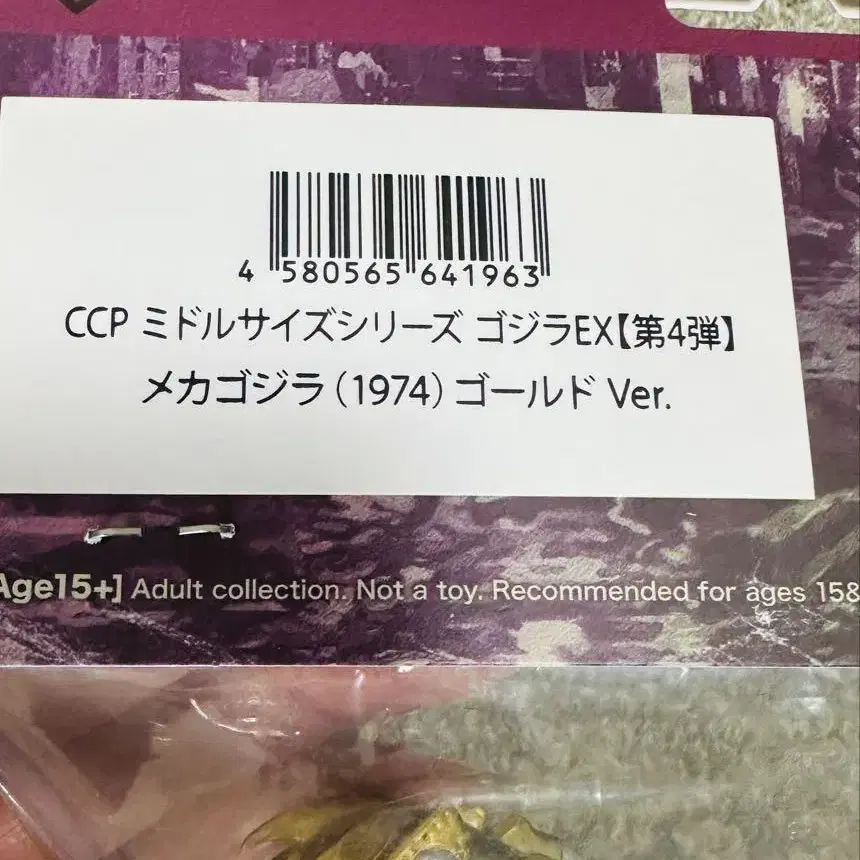 4 580565 641963
CCP ミドルサイズシリーズ ゴジラEX【第4弾】
メカゴジラ（1974）ゴールド Ver.
Age15+] Adult collection. Not a toy. Recommended for ages 158